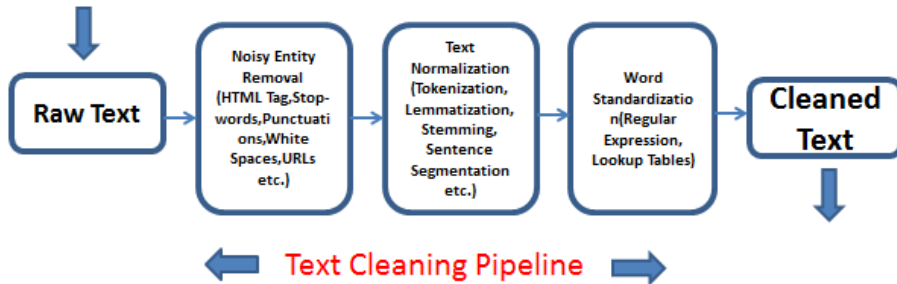 Raw Text
Noisy Entity
Removal
(HTML Tag,Stop-
words,Punctuati
ons,White
Spaces,URLs
etc.)
Text
Normalization
(Tokenization,
Lemmatization,
Stemming,
Sentence
Segmentation
etc.)
Word
Standardizatio
n(Regular
Expression,
Lookup Tables)
Cleaned
Text
Text Cleaning Pipeline